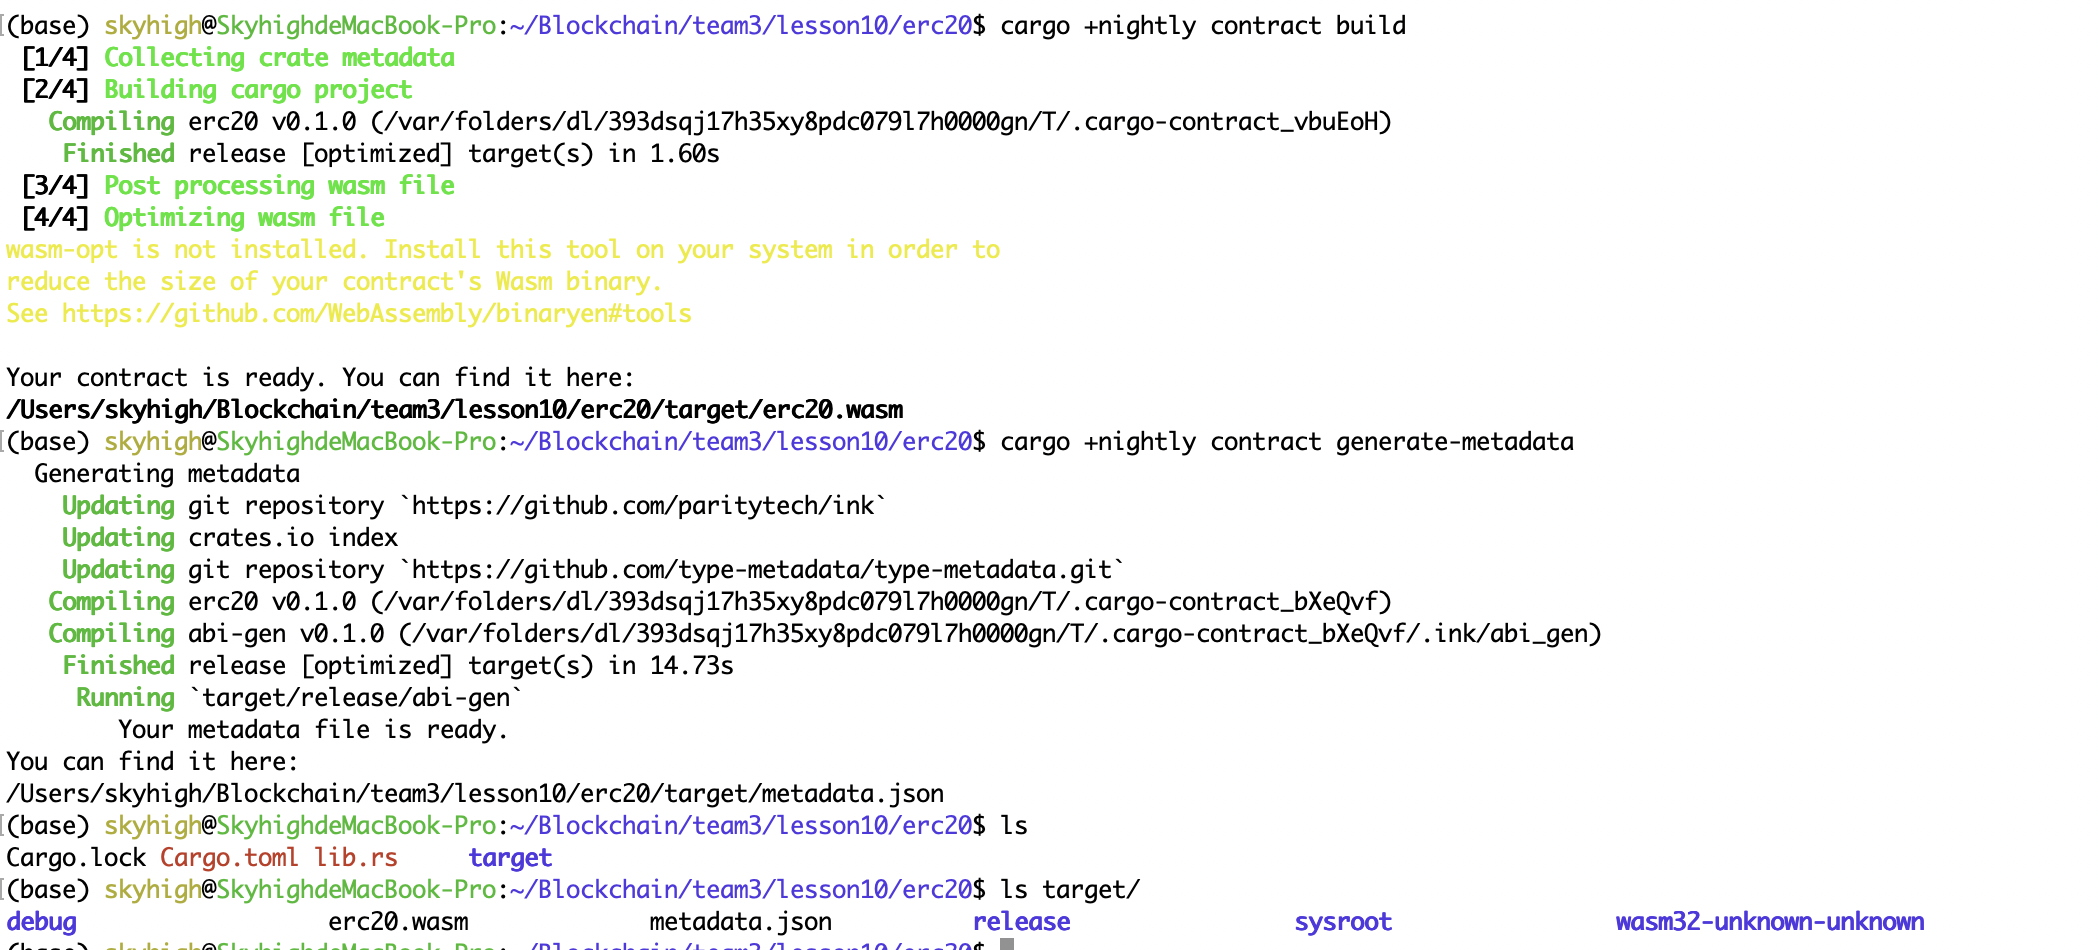 (base) skyhigh@SkyhighdeMacBook-Pro:~/Blockchain/team3/lesson10/erc20$ cargo +nightly contract build
[1/4] Collecting crate metadata
[2/4] Building cargo project
Compiling erc20 v0.1.0 (/var/folders/dl/393dsqj17h35xy8pdc079l7h0000gn/T/.cargo-contract_vbuEoH)
Finished release [optimized] target(s) in 1.60s
[3/4] Post processing wasm file
[4/4] Optimizing wasm file
wasm-opt is not installed. Install this tool on your system in order to
reduce the size of your contract's Wasm binary.
See https://github.com/WebAssembly/binaryen#tools
Your contract is ready. You can find it here:
/Users/skyhigh/Blockchain/team3/lesson10/erc20/target/erc20.wasm
(base) skyhigh@SkyhighdeMacBook-Pro:~/Blockchain/team3/lesson10/erc20$ cargo +nightly contract generate-metadata
Generating metadata
Updating git repository `https://github.com/paritytech/ink`
Updating crates.io index
Updating git repository `https://github.com/type-metadata/type-metadata.git`
Compiling erc20 v0.1.0 (/var/folders/dl/393dsqj17h35xy8pdc079l7h0000gn/T/.cargo-contract_bXeQvf)
Compiling abi-gen v0.1.0 (/var/folders/dl/393dsqj17h35xy8pdc079l7h0000gn/T/.cargo-contract_bXeQvf/.ink/abi_gen)
Finished release [optimized] target(s) in 14.73s
Running `target/release/abi-gen`
Your metadata file is ready.
You can find it here:
/Users/skyhigh/Blockchain/team3/lesson10/erc20/target/metadata.json
(base) skyhigh@SkyhighdeMacBook-Pro:~/Blockchain/team3/lesson10/erc20$ ls
Cargo.lock Cargo.toml lib.rs target
(base) skyhigh@SkyhighdeMacBook-Pro:~/Blockchain/team3/lesson10/erc20$ ls target/
debug erc20.wasm metadata.json release sysroot wasm32-unknown-unknown
(base) skyhigh@SkyhighdeMacBook-Pro:~/Blockchain/team3/lesson10/erc20$